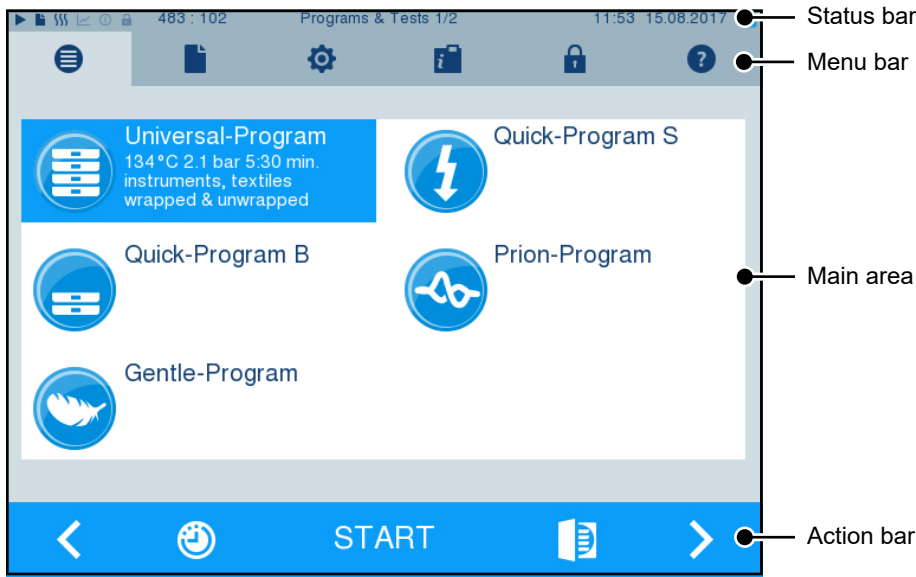 483 : 102 Programs & Tests 1/2 11:53 15.08.2017
Status bar
i
?
Menu bar
Universal-Program
134°C 2.1 bar 5:30 min.
instruments, textiles
wrapped & unwrapped
Quick-Program S
Quick-Program B
Prion-Program
Main area
Gentle-Program
START
Action bar